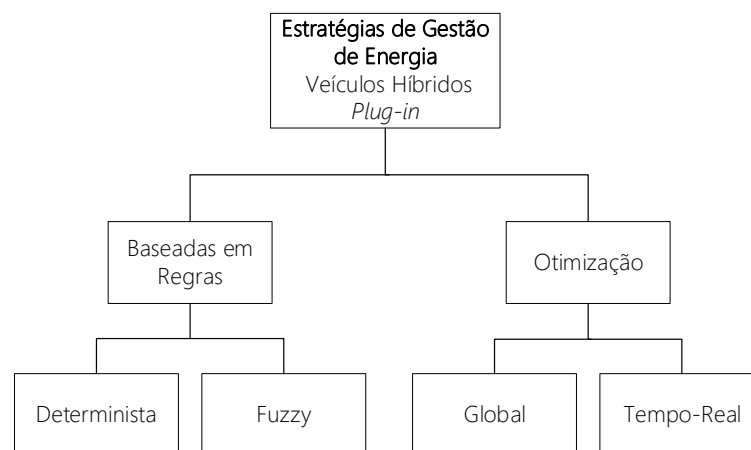 Estratégias de Gestão
de Energia
Veículos Híbridos
Plug-in
Baseadas em
Regras
Otimização
Determinista
Fuzzy
Global
Tempo-Real